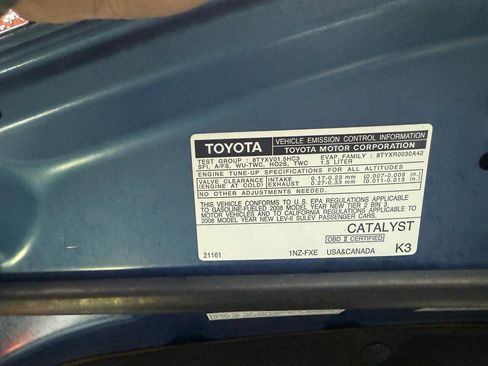 TOYOTA
VEHICLE EMISSION CONTROL INFORMATION
TOYOTA MOTOR CORPORATION
TEST GROUP : 8TYXV01.5HC3 EVAP. FAMILY : 8TYXR0030A42
SFI, A/FS, WU-TWC, HO2S, TWC 1.5 LITER
ENGINE TUNE-UP SPECIFICATIONS FOR ALL ALTITUDES
VALVE CLEARANCE INTAKE 0.17-0.23 mm (0.007-0.009 in.)
(ENGINE COLD) EXHAUST 0.27-0.33 mm (0.011-0.013 in.)
NO OTHER ADJUSTMENTS NEEDED.
THIS VEHICLE CONFORMS TO U.S. EPA REGULATIONS APPLICABLE
TO GASOLINE-FUELED 2008 MODEL YEAR NEW TIER 2 BIN 3
MOTOR VEHICLES AND TO CALIFORNIA REGULATIONS APPLICABLE TO
2008 MODEL YEAR NEW LEV-II SULEV PASSENGER CARS.
CATALYST
OBD II CERTIFIED
21161 1NZ-FXE USA&CANADA K3